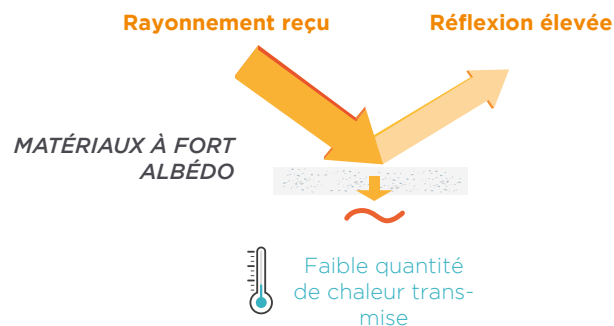 Rayonnement reçu
Réflexion élevée
MATÉRIAUX À FORT
ALBÉDO
Faible quantité
de chaleur trans-
mise